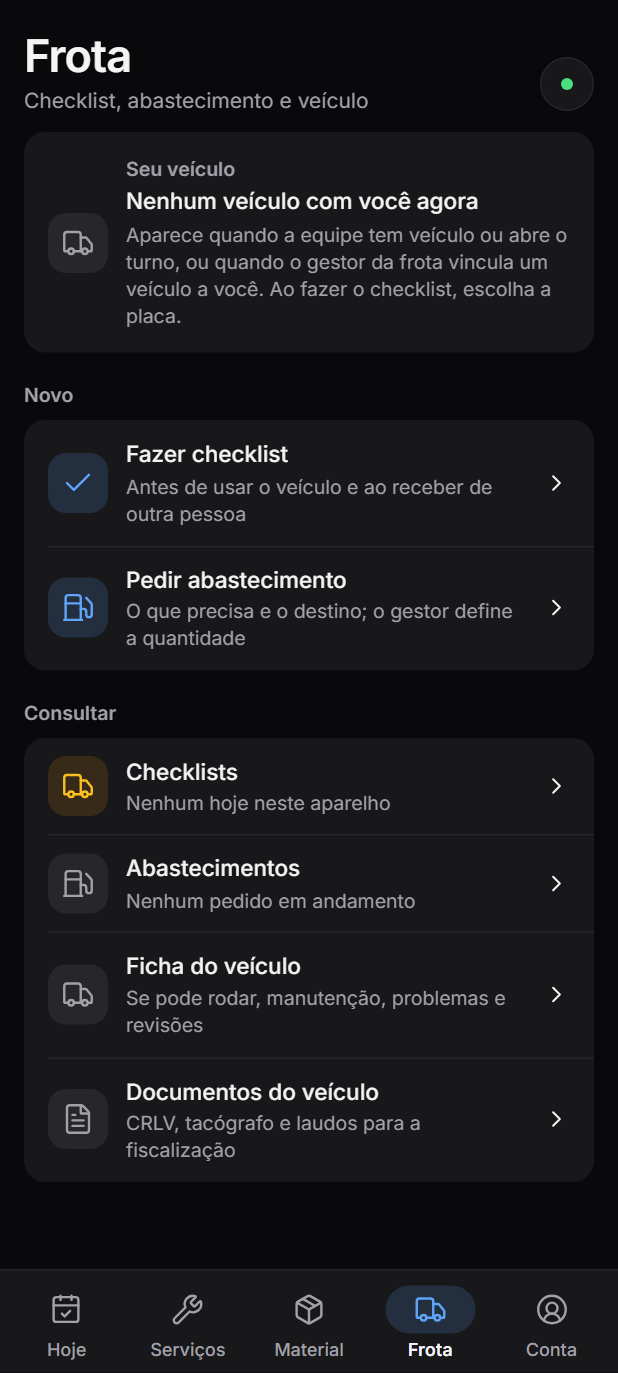 Frota
Checklist, abastecimento e veículo
Seu veículo
Nenhum veículo com você agora
Aparece quando a equipe tem veículo ou abre o
turno, ou quando o gestor da frota vincula um
veículo a você. Ao fazer o checklist, escolha a
placa.
Novo
Fazer checklist
Antes de usar o veículo e ao receber de
outra pessoa
Pedir abastecimento
O que precisa e o destino; o gestor define
a quantidade
Consultar
Checklists
Nenhum hoje neste aparelho
Abastecimentos
Nenhum pedido em andamento
Ficha do veículo
Se pode rodar, manutenção, problemas e
revisões
Documentos do veículo
CRLV, tacógrafo e laudos para a
fiscalização
Hoje
Serviços
Material
Frota
Conta